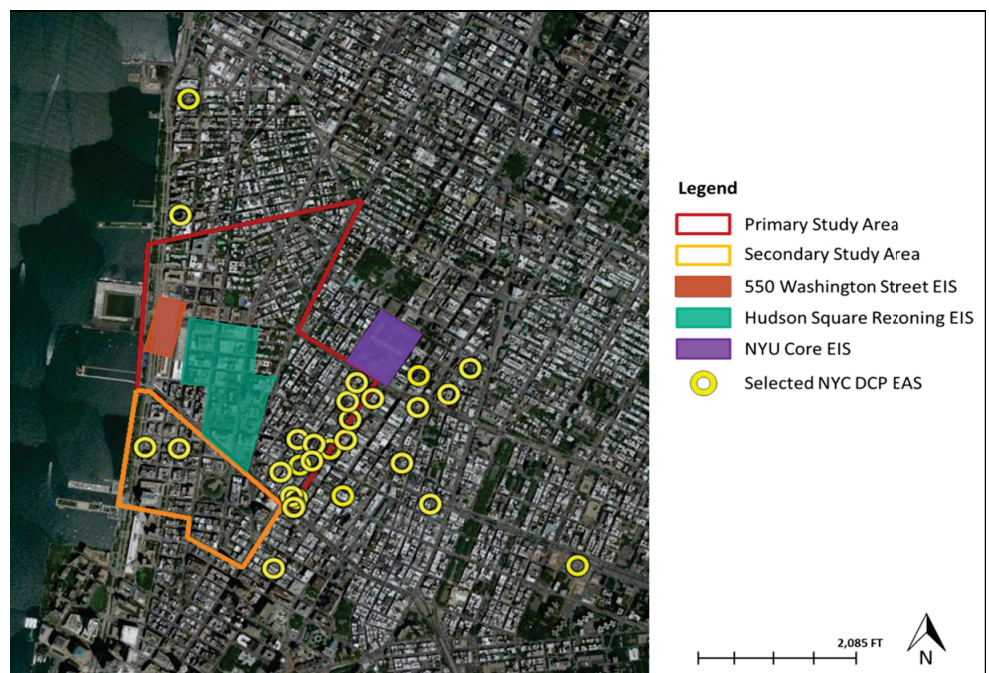 Legend
Primary Study Area
Secondary Study Area
550 Washington Street EIS
Hudson Square Rezoning EIS
NYU Core EIS
Selected NYC DCP EAS
2,085 FT
N